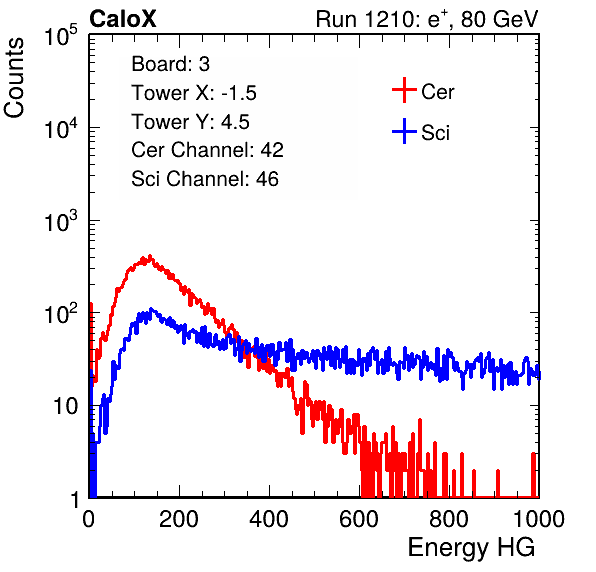 CaloX Run 1210: e⁺, 80 GeV
Counts
Board: 3
Tower X: -1.5
Tower Y: 4.5
Cer Channel: 42
Sci Channel: 46
Cer
Sci
10⁵
10⁴
10³
10²
10
1
0 200 400 600 800 1000
Energy HG